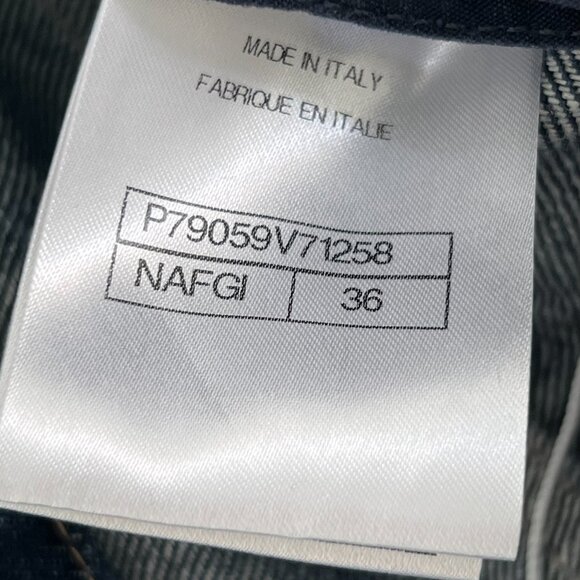 MADE IN ITALY
FABRIQUE EN ITALIE
P79059V71258
NAFGI 36